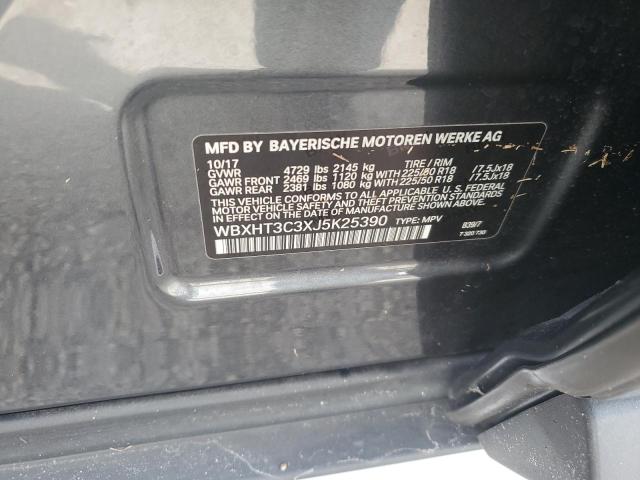 MFD BY BAYERISCHE MOTOREN WERKE AG
10/17 TIRE / RIM
GVWR 4729 lbs 2145 kg
GAWR FRONT 2469 lbs 1120 kg WITH 225/50 R18 / 7.5Jx18
GAWR REAR 2381 lbs 1080 kg WITH 225/50 R18 / 7.5Jx18
THIS VEHICLE CONFORMS TO ALL APPLICABLE U.S. FEDERAL
MOTOR VEHICLE SAFETY, BUMPER, AND THEFT PREVENTION
STANDARDS IN EFFECT ON THE DATE OF MANUFACTURE SHOWN ABOVE.
WBXHT3C3XJ5K25390 TYPE: MPV B39/7
T 320 730